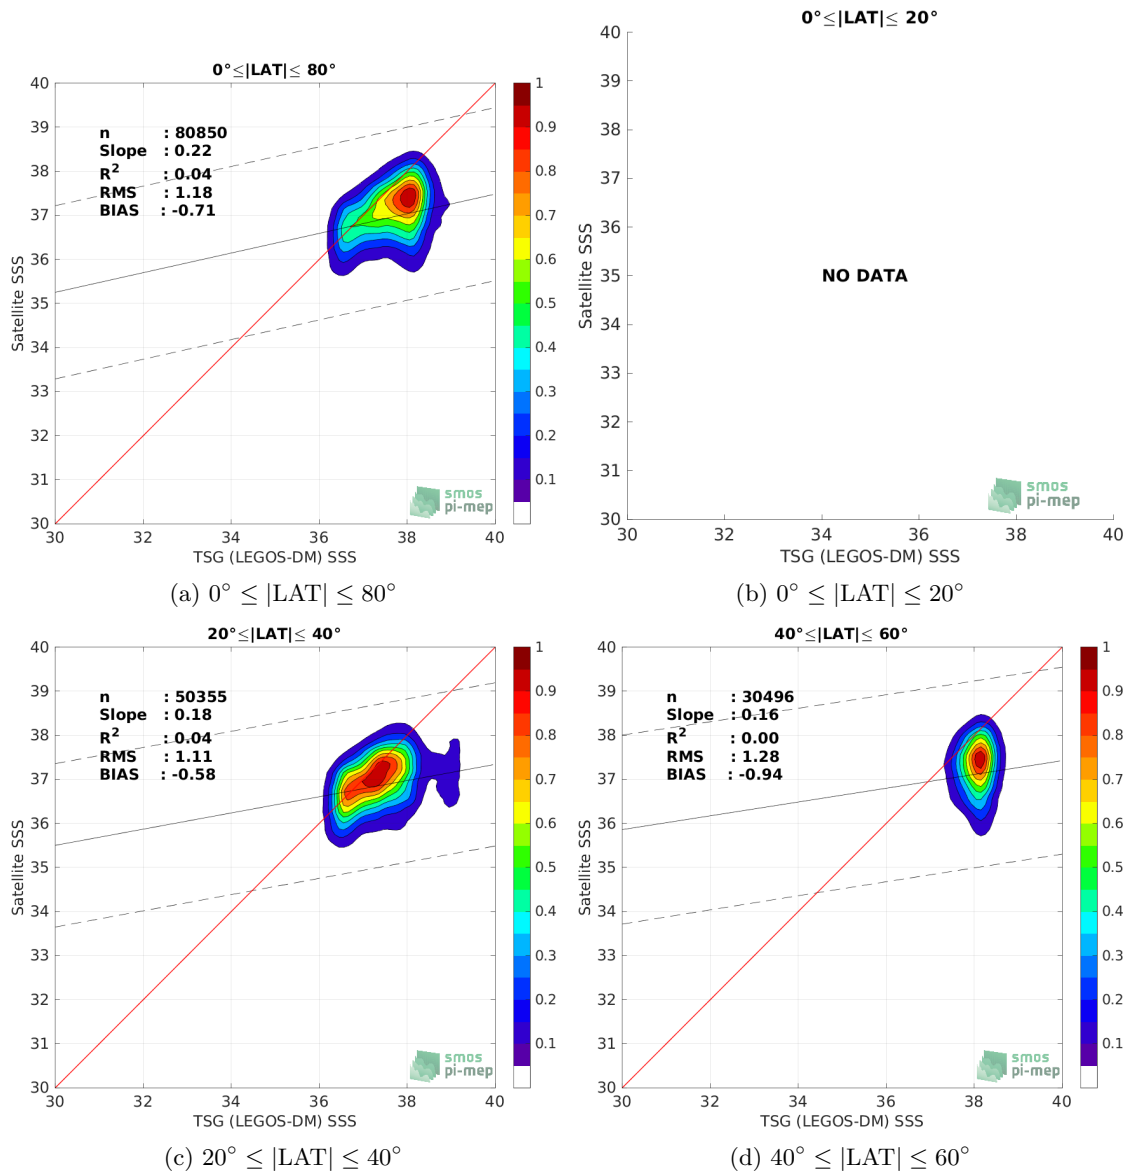 0°≤|LAT|≤ 80°
40
39
38
37
36
35
34
33
32
31
30
Satellite SSS
n : 80850
Slope : 0.22
R² : 0.04
RMS : 1.18
BIAS : -0.71
smos
pi-mep
30 32 34 36 38 40
TSG (LEGOS-DM) SSS
1
0.9
0.8
0.7
0.6
0.5
0.4
0.3
0.2
0.1
(a) 0° ≤ |LAT| ≤ 80°
0°≤|LAT|≤ 20°
40
39
38
37
36
35
34
33
32
31
30
Satellite SSS
NO DATA
smos
pi-mep
30 32 34 36 38 40
TSG (LEGOS-DM) SSS
(b) 0° ≤ |LAT| ≤ 20°
20°≤|LAT|≤ 40°
40
39
38
37
36
35
34
33
32
31
30
Satellite SSS
n : 50355
Slope : 0.18
R² : 0.04
RMS : 1.11
BIAS : -0.58
smos
pi-mep
30 32 34 36 38 40
TSG (LEGOS-DM) SSS
1
0.9
0.8
0.7
0.6
0.5
0.4
0.3
0.2
0.1
(c) 20° ≤ |LAT| ≤ 40°
40°≤|LAT|≤ 60°
40
39
38
37
36
35
34
33
32
31
30
Satellite SSS
n : 30496
Slope : 0.16
R² : 0.00
RMS : 1.28
BIAS : -0.94
smos
pi-mep
30 32 34 36 38 40
TSG (LEGOS-DM) SSS
1
0.9
0.8
0.7
0.6
0.5
0.4
0.3
0.2
0.1
(d) 40° ≤ |LAT| ≤ 60°